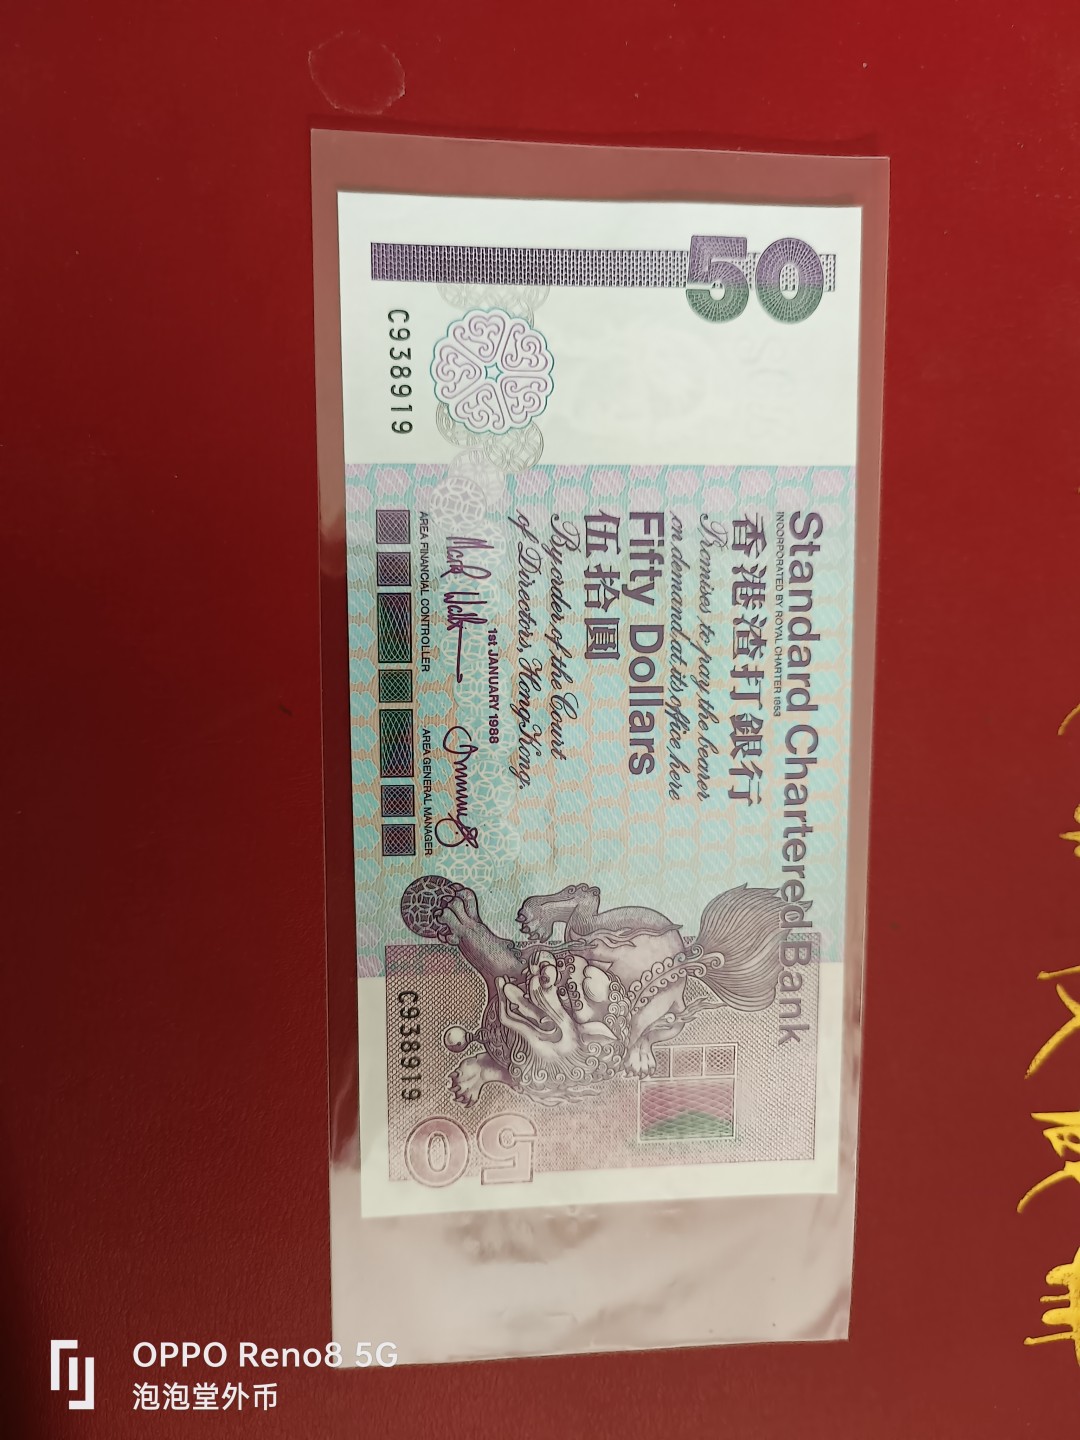 50
C938919
Standard Chartered Bank
INCORPORATED BY ROYAL CHARTER 1853
香港渣打銀行
Promises to pay the bearer
on demand at its office here
Fifty Dollars
伍拾圓
By order of the Court
of Directors, Hong Kong.
1st JANUARY 1988
AREA FINANCIAL CONTROLLER
AREA GENERAL MANAGER
C938919
50
OPPO Reno8 5G
泡泡堂外币